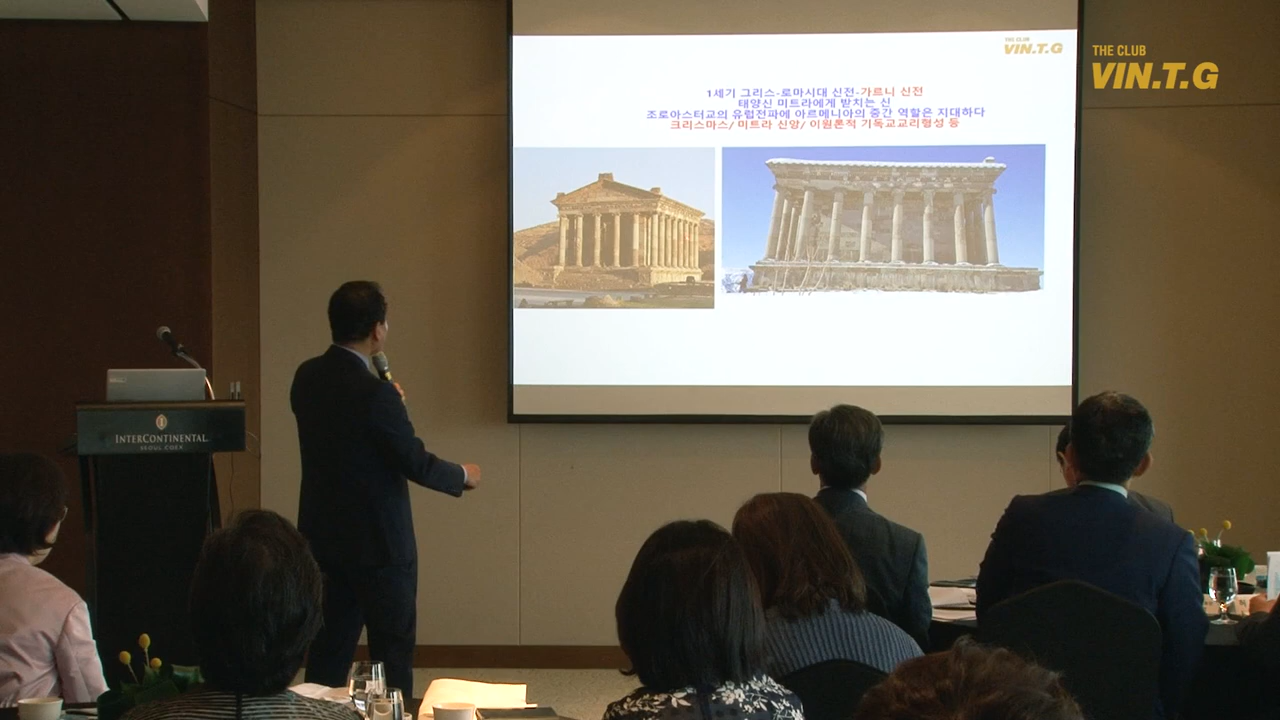 THE CLUB
VIN.T.G
THE CLUB
VIN.T.G
1세기 그리스-로마시대 신전-가르니 신전
태양신 미트라에게 받치는 신
조로아스터교의 유럽전파에 아르메니아의 중간 역할은 지대하다
크리스마스/ 미트라 신앙/ 이원론적 기독교교리형성 등
INTERCONTINENTAL
SEOUL COEX